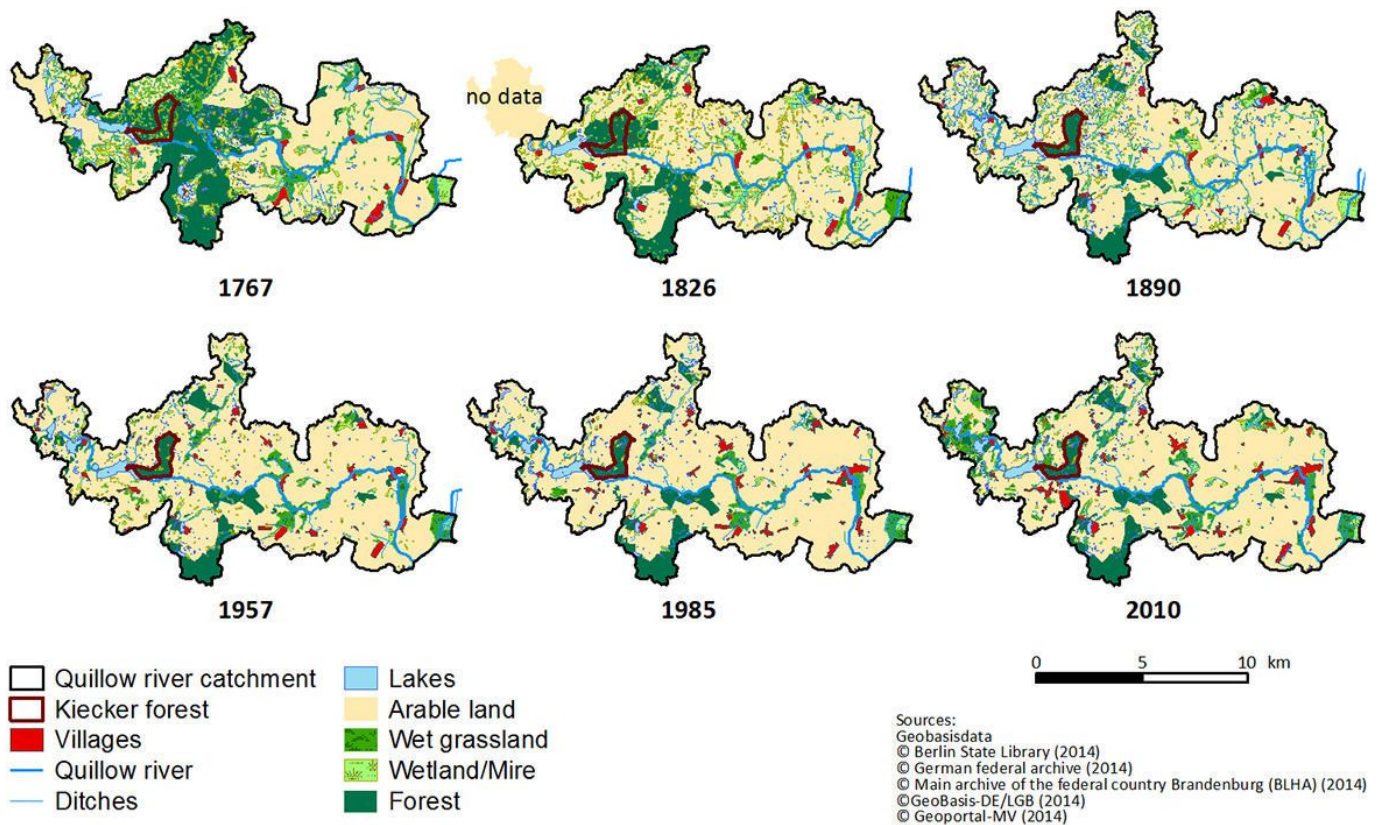 no data
1767
1826
1890
1957
1985
2010
Quillow river catchment
Kiecker forest
Villages
Quillow river
Ditches
Lakes
Arable land
Wet grassland
Wetland/Mire
Forest
0 5 10 km
Sources:
Geobasisdata
© Berlin State Library (2014)
© German federal archive (2014)
© Main archive of the federal country Brandenburg (BLHA) (2014)
©GeoBasis-DE/LGB (2014)
© Geoportal-MV (2014)